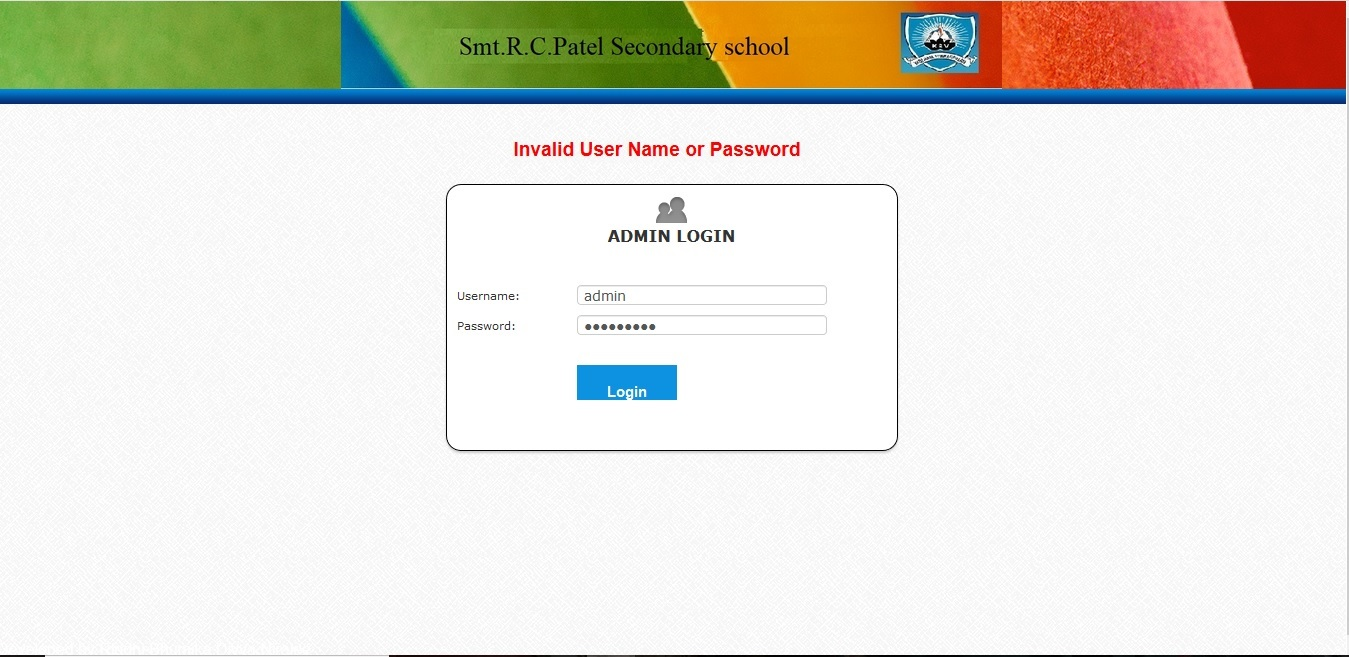 Smt.R.C.Patel Secondary school
Invalid User Name or Password
ADMIN LOGIN
Username: admin
Password: •••••••••
Login